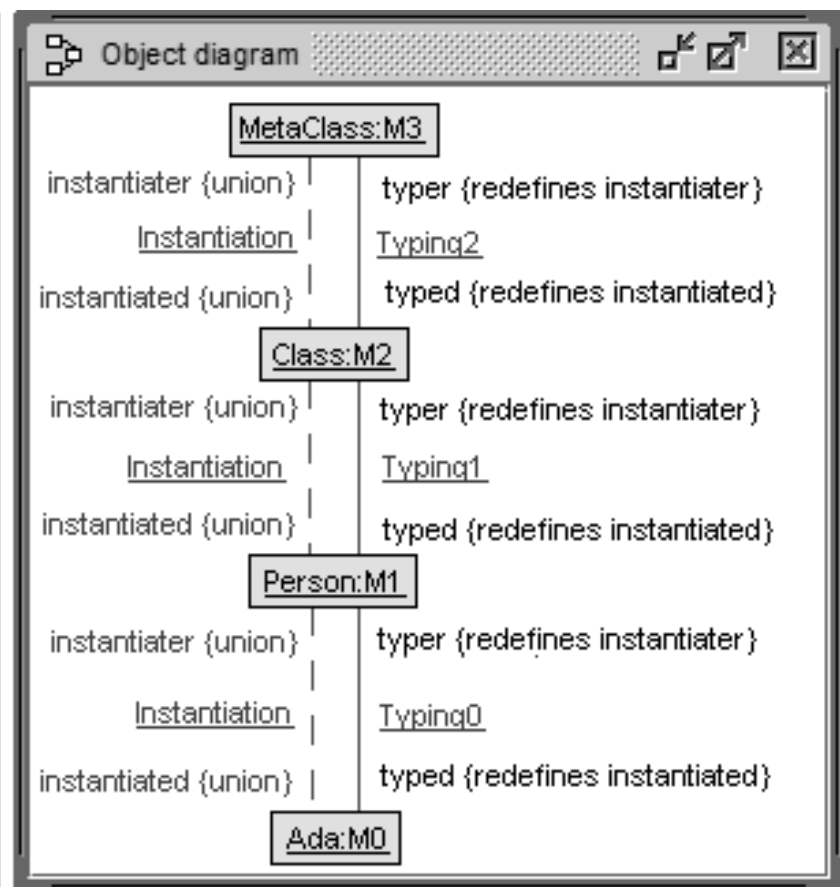 Object diagram
MetaClass:M3
instantiater {union}
typer {redefines instantiater}
Instantiation
Typing2
instantiated {union}
typed {redefines instantiated}
Class:M2
instantiater {union}
typer {redefines instantiater}
Instantiation
Typing1
instantiated {union}
typed {redefines instantiated}
Person:M1
instantiater {union}
typer {redefines instantiater}
Instantiation
Typing0
instantiated {union}
typed {redefines instantiated}
Ada:M0